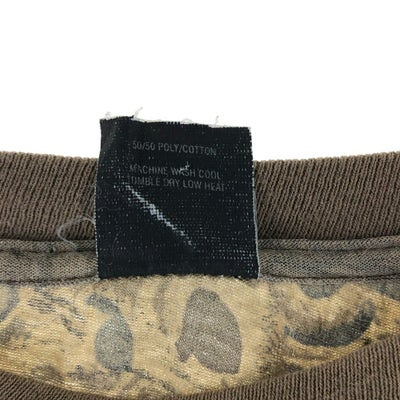 50/50 POLY/COTTON
MACHINE WASH COOL
TUMBLE DRY LOW HEAT